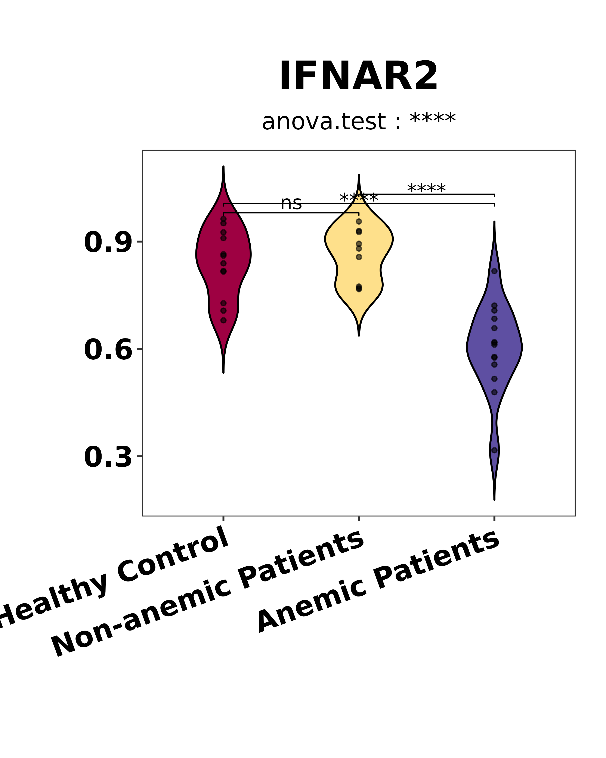 IFNAR2
anova.test : ****
****
ns
****
0.9
0.6
0.3
Healthy Control
Non-anemic Patients
Anemic Patients